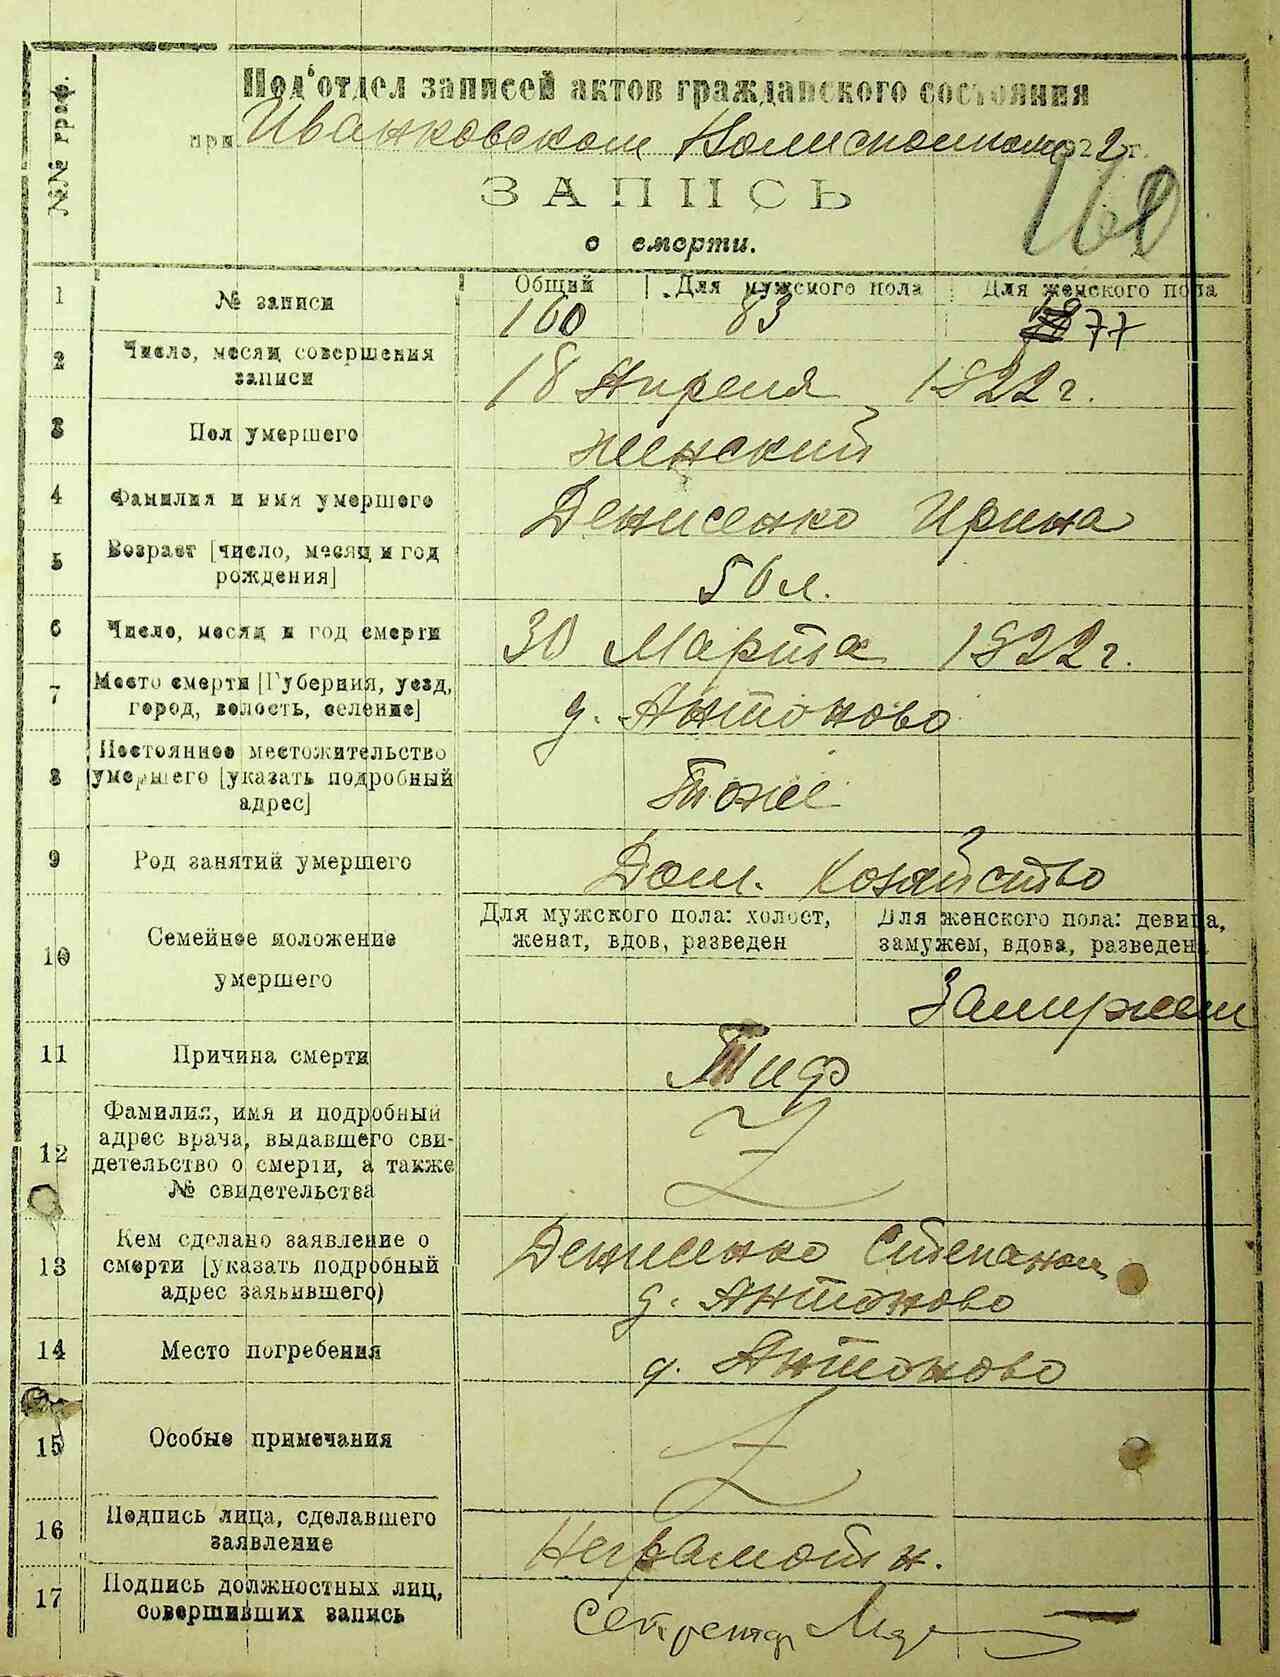 №№ граф.
Под'отдел записей актов гражданского состояния
при Иванковском Волисполкоме 1922 г.
160
ЗАПИСЬ
о смерти.
1 № записи
Общий Для мужского пола Для женского пола
160 83 77
2 Число, месяц совершения
записи
18 Апреля 1922 г.
3 Пол умершего женский
4 Фамилия и имя умершего Денисенко Ирина
5 Возраст [число, месяц и год
рождения]
50 л.
6 Число, месяц и год смерти 30 Марта 1922 г.
7 Место смерти [Губерния, уезд,
город, волость, селение]
д. Антоново
8 Постоянное местожительство
умершего [указать подробный
адрес]
Тоже
9 Род занятий умершего Дом. хозяйство
10 Семейное положение
умершего
Для мужского пола: холост,
женат, вдов, разведен
Для женского пола: девица,
замужем, вдова, разведена
Замужем
11 Причина смерти Тиф
12 Фамилия, имя и подробный
адрес врача, выдавшего сви-
детельство о смерти, а также
№ свидетельства
13 Кем сделано заявление о
смерти [указать подробный
адрес заявившего)
Денисенко Степаном
д. Антоново
14 Место погребения д. Антоново
15 Особые примечания
16 Подпись лица, сделавшего
заявление
Неграмотн.
17 Подпись должностных лиц,
совершивших запись
Секретар